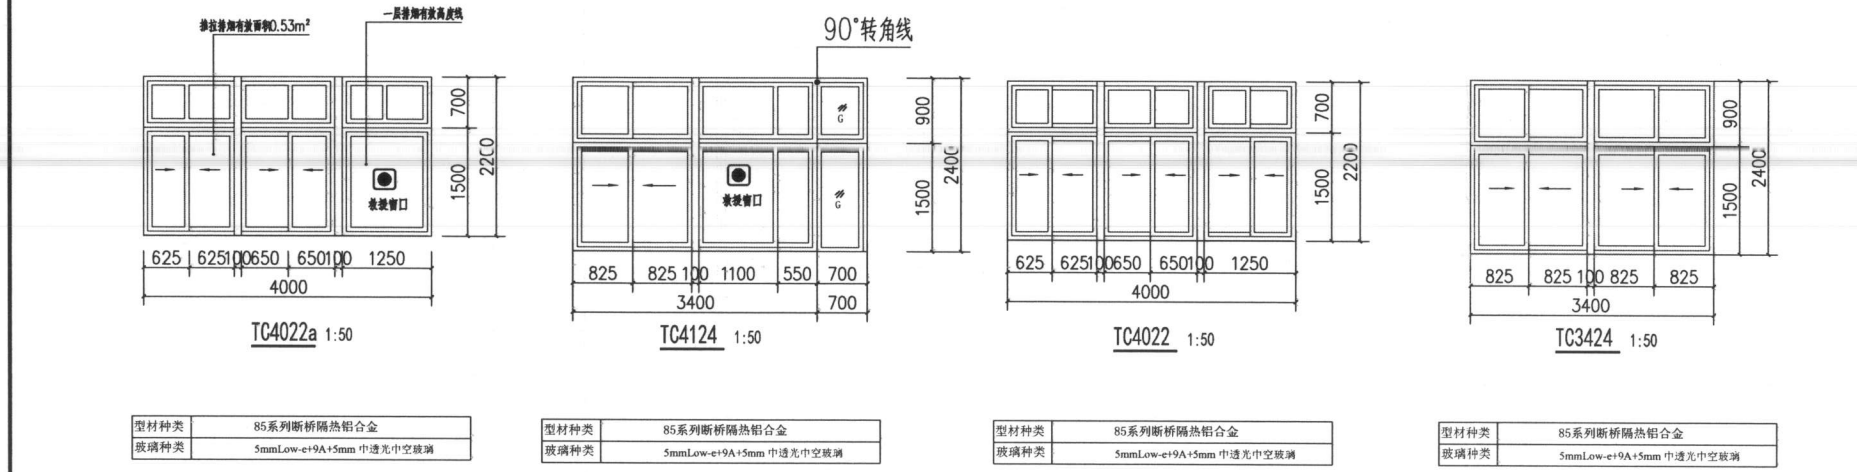 推拉排烟有效面积0.53m²
一层排烟有效高度线
700
1500
2200
救援窗口
625 625 100 650 650 100 1250
4000
TC4022a 1:50
型材种类 85系列断桥隔热铝合金
玻璃种类 5mmLow-e+9A+5mm 中透光中空玻璃
90°转角线
G
G
900
1500
2400
救援窗口
825 825 100 1100 550 700
3400 700
TC4124 1:50
型材种类 85系列断桥隔热铝合金
玻璃种类 5mmLow-e+9A+5mm 中透光中空玻璃
700
1500
2200
625 625 100 650 650 100 1250
4000
TC4022 1:50
型材种类 85系列断桥隔热铝合金
玻璃种类 5mmLow-e+9A+5mm 中透光中空玻璃
900
1500
2400
825 825 100 825 825
3400
TC3424 1:50
型材种类 85系列断桥隔热铝合金
玻璃种类 5mmLow-e+9A+5mm 中透光中空玻璃